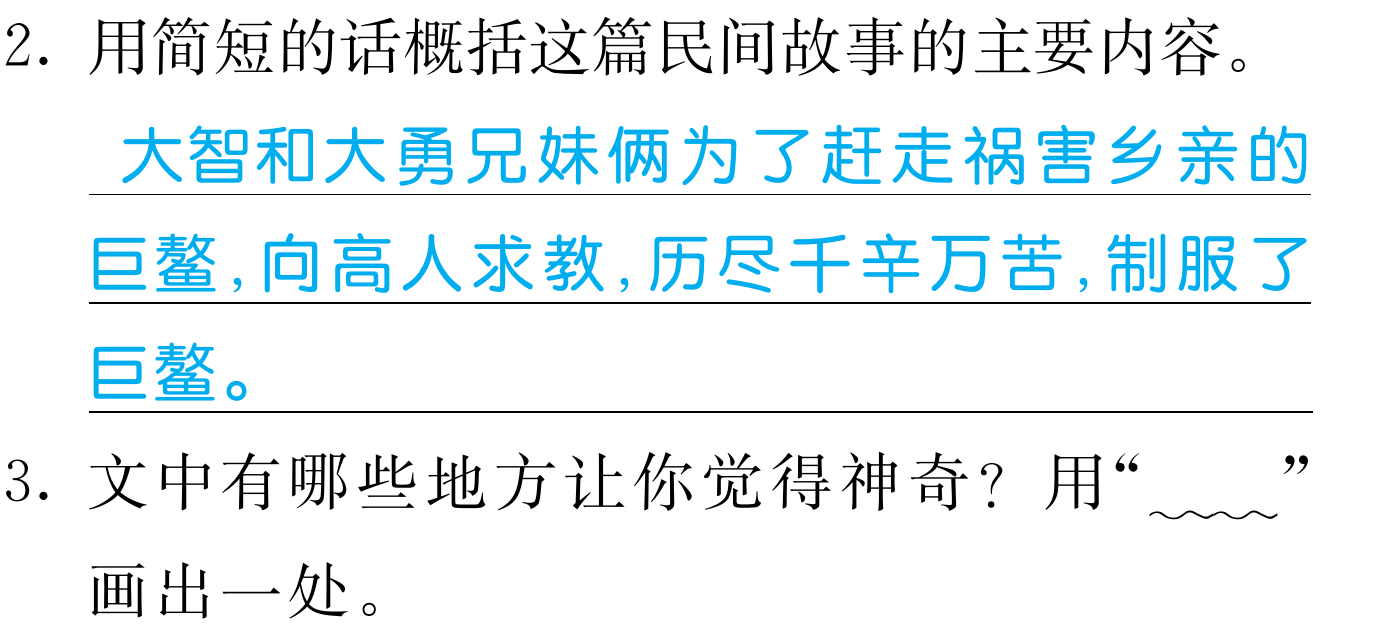 2. 用简短的话概括这篇民间故事的主要内容。
大智和大勇兄妹俩为了赶走祸害乡亲的
巨鳌,向高人求教,历尽千辛万苦,制服了
巨鳌。
3. 文中有哪些地方让你觉得神奇? 用“ ”
画出一处。